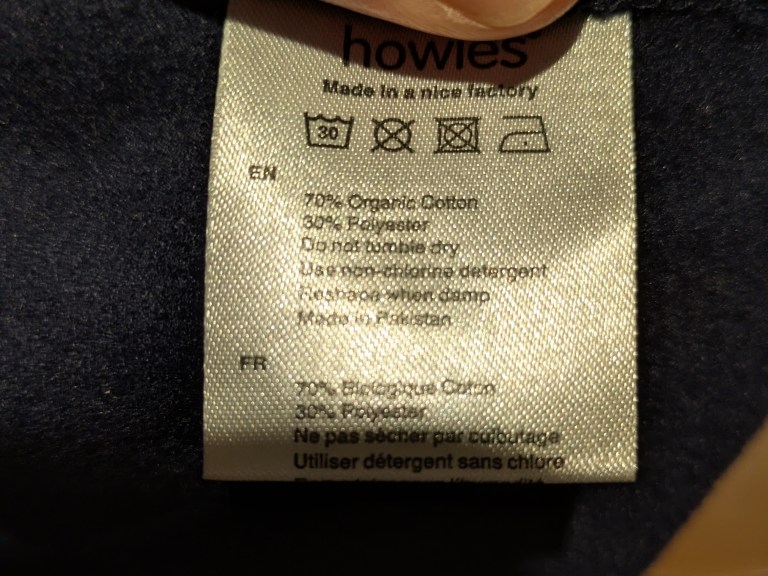 howies
Made in a nice factory
30
EN
70% Organic Cotton
30% Polyester
Do not tumble dry
Use non-chlorine detergent
Reshape when damp
Made in Pakistan
FR
70% Biologique Coton
30% Polyester
Ne pas sécher par culbutage
Utiliser détergent sans chlore